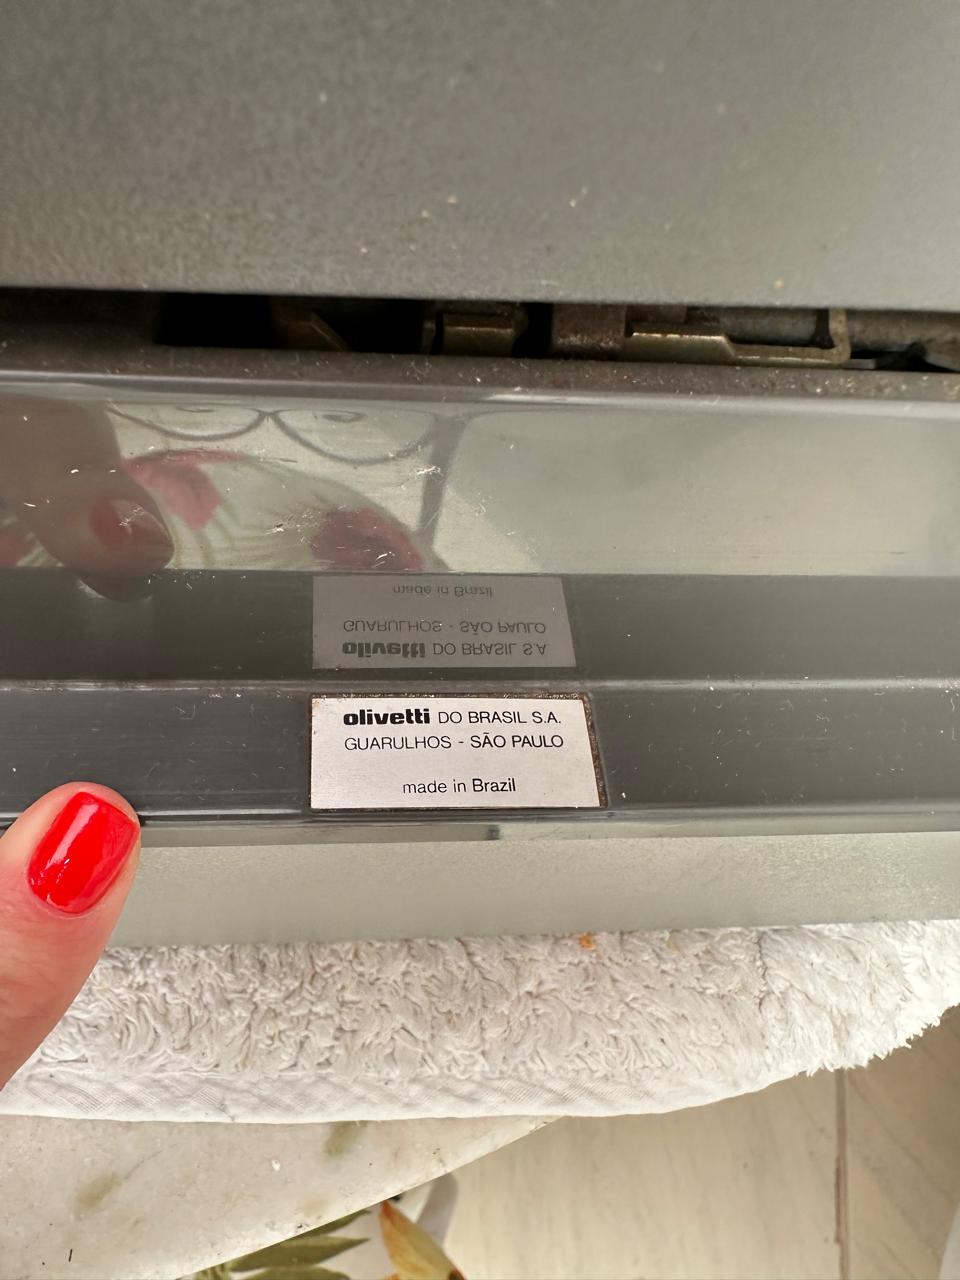 olivetti DO BRASIL S.A.
GUARULHOS - SÃO PAULO
made in Brazil